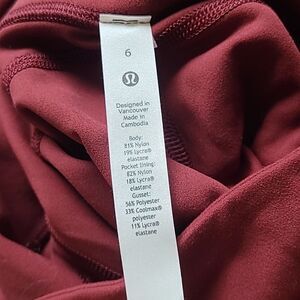 6
Designed in
Vancouver
Made in
Cambodia
Body:
81% Nylon
19% Lycra®
elastane
Pocket lining:
82% Nylon
18% Lycra®
elastane
Gusset:
56% Polyester
33% Coolmax®
polyester
11% Lycra®
elastane